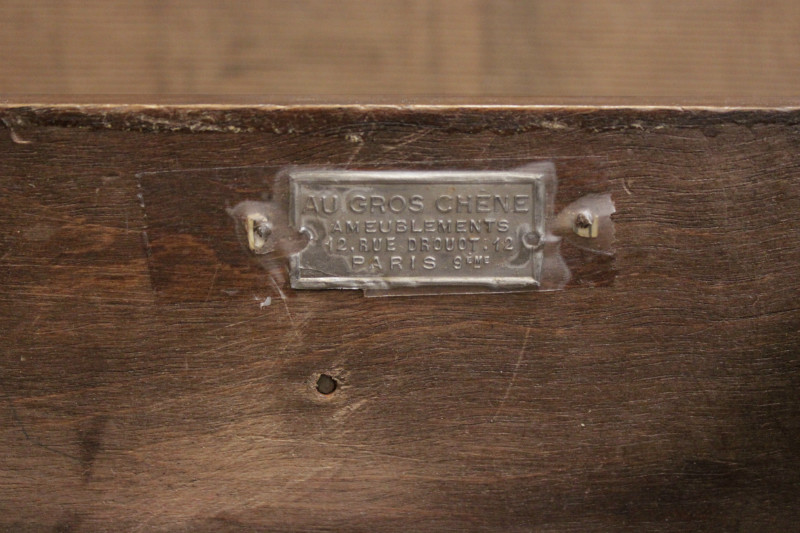 AU GROS CHÊNE
AMEUBLEMENTS
12. RUE DROUOT. 12
PARIS 9ÈME